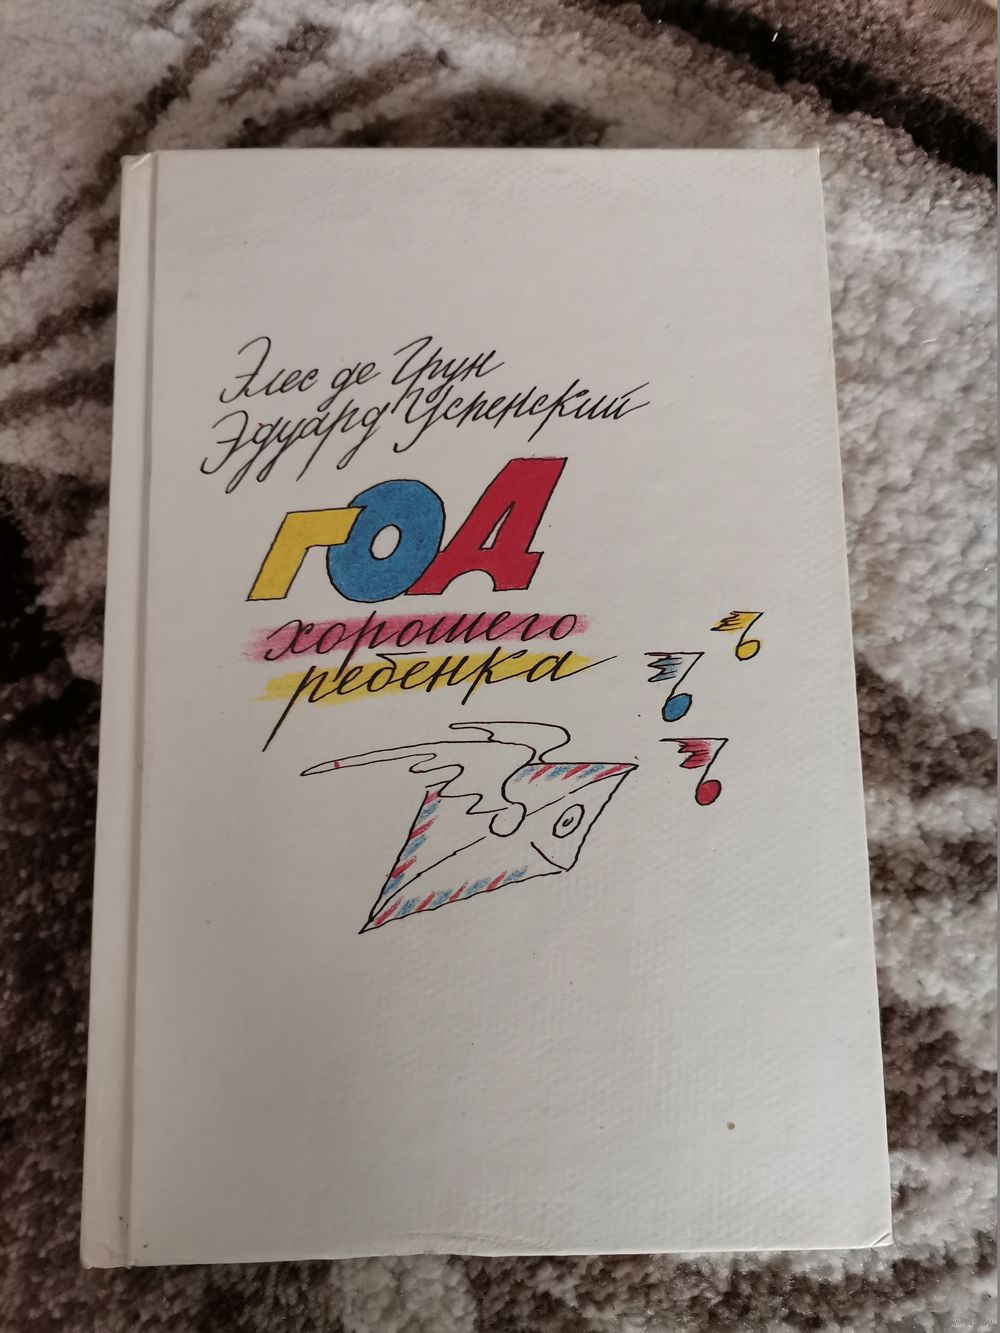 Элес де Грун
Эдуард Успенский
ГОД
хорошего
ребенка